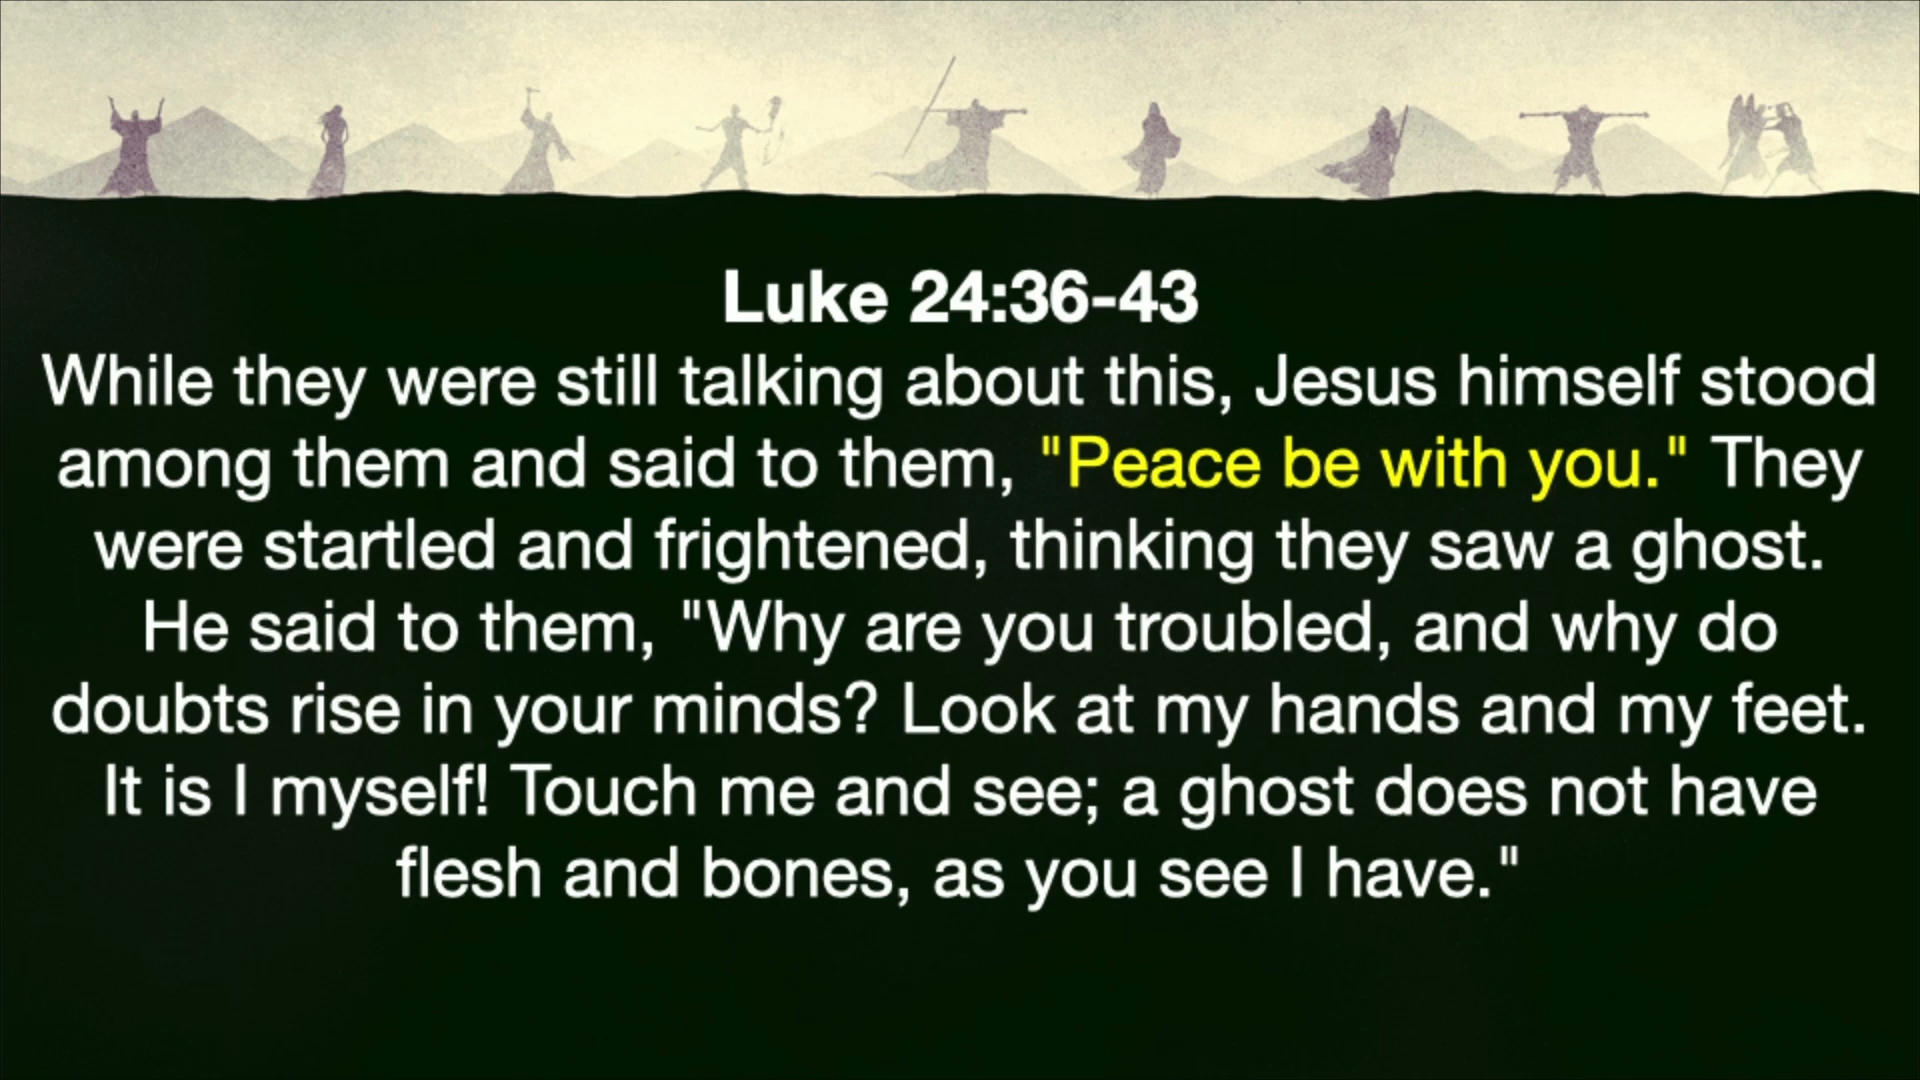 Luke 24:36-43
While they were still talking about this, Jesus himself stood
among them and said to them, "Peace be with you." They
were startled and frightened, thinking they saw a ghost.
He said to them, "Why are you troubled, and why do
doubts rise in your minds? Look at my hands and my feet.
It is I myself! Touch me and see; a ghost does not have
flesh and bones, as you see I have."